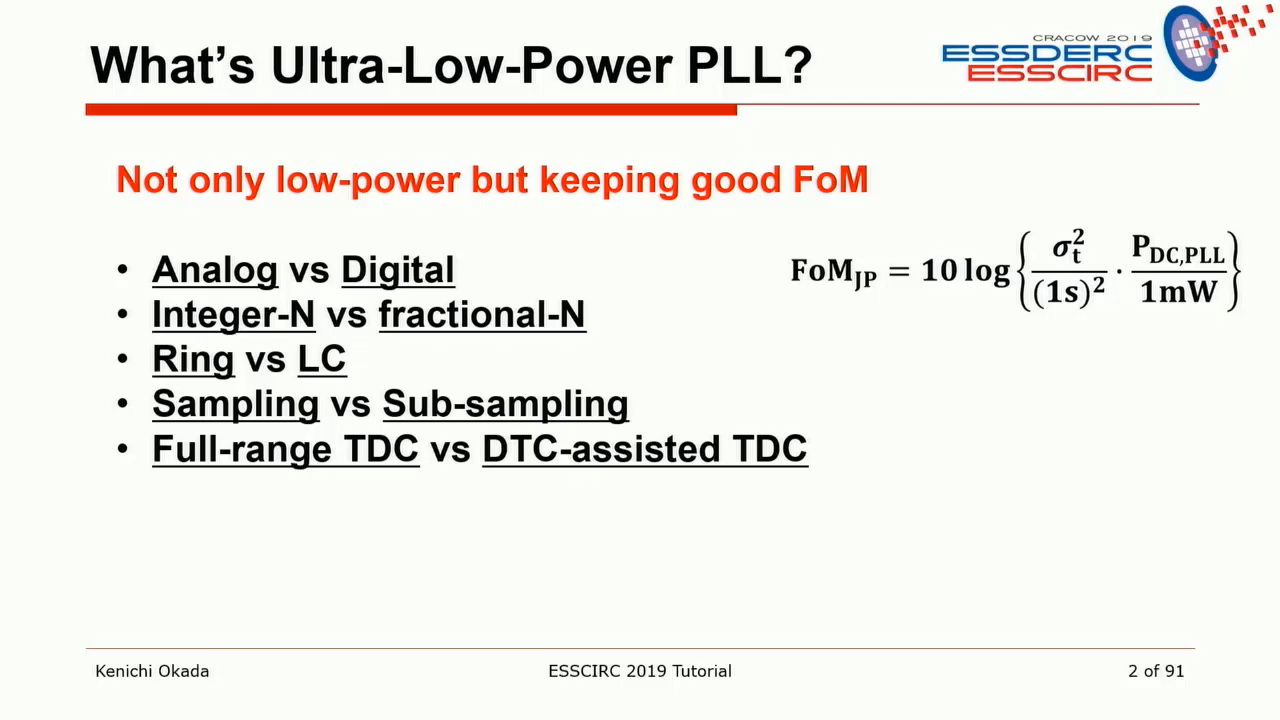 What's Ultra-Low-Power PLL?
CRACOW 2019
ESSDERC
ESSCIRC
Not only low-power but keeping good FoM
• Analog vs Digital
• Integer-N vs fractional-N
• Ring vs LC
• Sampling vs Sub-sampling
• Full-range TDC vs DTC-assisted TDC
FoM_JP = 10 log { σ_t^2 / (1s)^2 · P_DC,PLL / 1mW }
Kenichi Okada
ESSCIRC 2019 Tutorial
2 of 91